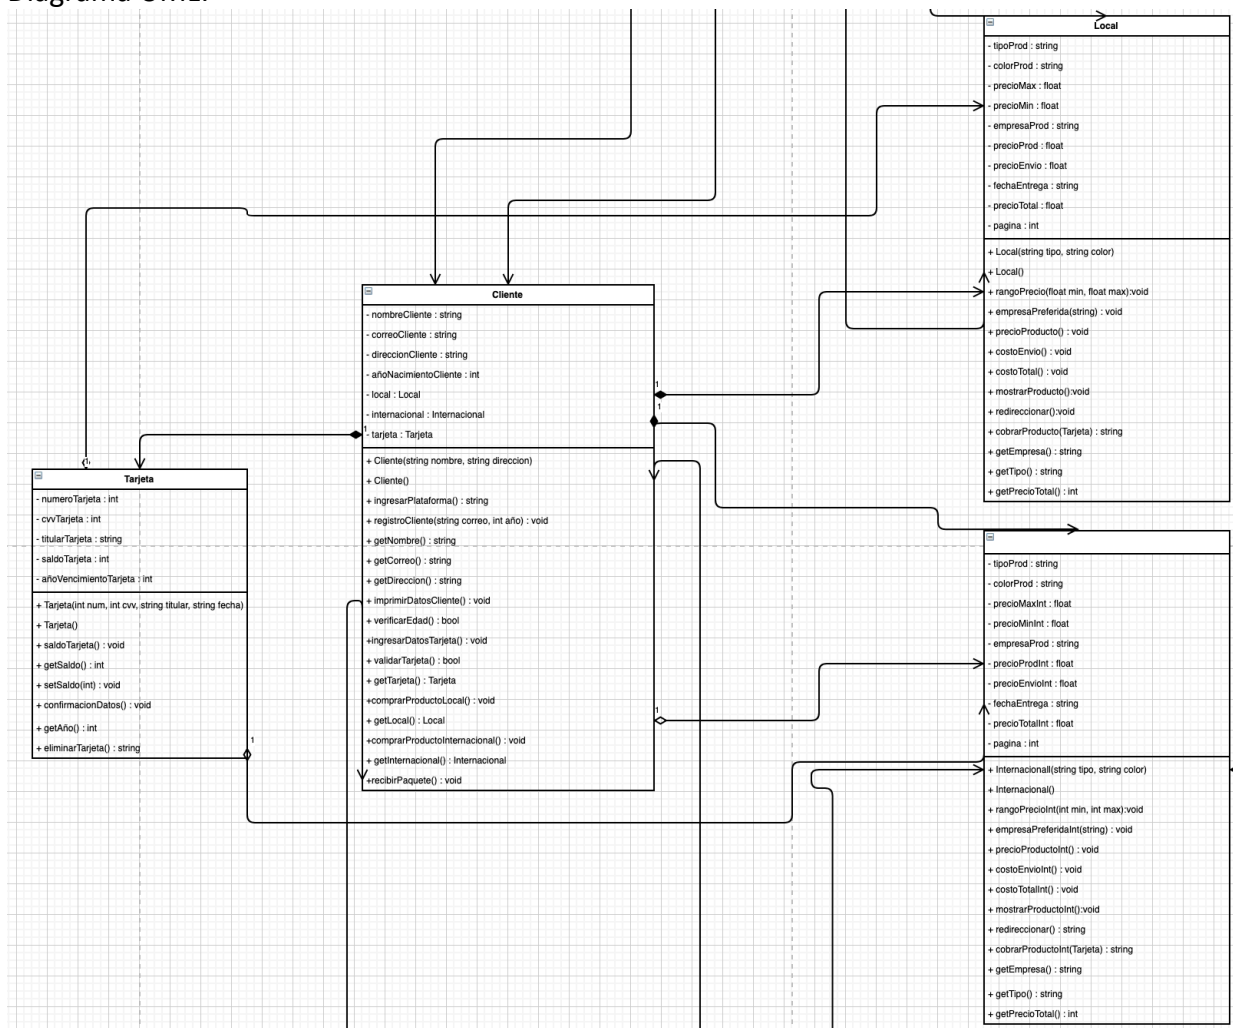 Diagrama UML:
Local
- tipoProd : string
- colorProd : string
- precioMax : float
- precioMin : float
- empresaProd : string
- precioProd : float
- precioEnvio : float
- fechaEntrega : string
- precioTotal : float
- pagina : int
+ Local(string tipo, string color)
+ Local()
+ rangoPrecio(float min, float max):void
+ empresaPreferida(string) : void
+ precioProducto() : void
+ costoEnvio() : void
+ costoTotal() : void
+ mostrarProducto():void
+ redireccionar():void
+ cobrarProducto(Tarjeta) : string
+ getEmpresa() : string
+ getTipo() : string
+ getPrecioTotal() : int
Cliente
- nombreCliente : string
- correoCliente : string
- direccionCliente : string
- añoNacimientoCliente : int
- local : Local
- internacional : Internacional
- tarjeta : Tarjeta
+ Cliente(string nombre, string direccion)
+ Cliente()
+ ingresarPlataforma() : string
+ registroCliente(string correo, int año) : void
+ getNombre() : string
+ getCorreo() : string
+ getDireccion() : string
+ imprimirDatosCliente() : void
+ verificarEdad() : bool
+ingresarDatosTarjeta() : void
+ validarTarjeta() : bool
+ getTarjeta() : Tarjeta
+comprarProductoLocal() : void
+ getLocal() : Local
+comprarProductoInternacional() : void
+ getInternacional() : Internacional
+recibirPaquete() : void
1
1
1
1
1
1
Tarjeta
- numeroTarjeta : int
- cvvTarjeta : int
- titularTarjeta : string
- saldoTarjeta : int
- añoVencimientoTarjeta : int
+ Tarjeta(int num, int cvv, string titular, string fecha)
+ Tarjeta()
+ saldoTarjeta() : void
+ getSaldo() : int
+ setSaldo(int) : void
+ confirmacionDatos() : void
+ getAño() : int
+ eliminarTarjeta() : string
- tipoProd : string
- colorProd : string
- precioMaxInt : float
- precioMinInt : float
- empresaProd : string
- precioProdInt : float
- precioEnvioInt : float
- fechaEntrega : string
- precioTotalInt : float
- pagina : int
+ Internacionall(string tipo, string color)
+ Internacional()
+ rangoPrecioInt(int min, int max):void
+ empresaPreferidaInt(string) : void
+ precioProductoInt() : void
+ costoEnvioInt() : void
+ costoTotalInt() : void
+ mostrarProductoInt():void
+ redireccionar() : string
+ cobrarProductoInt(Tarjeta) : string
+ getEmpresa() : string
+ getTipo() : string
+ getPrecioTotal() : int